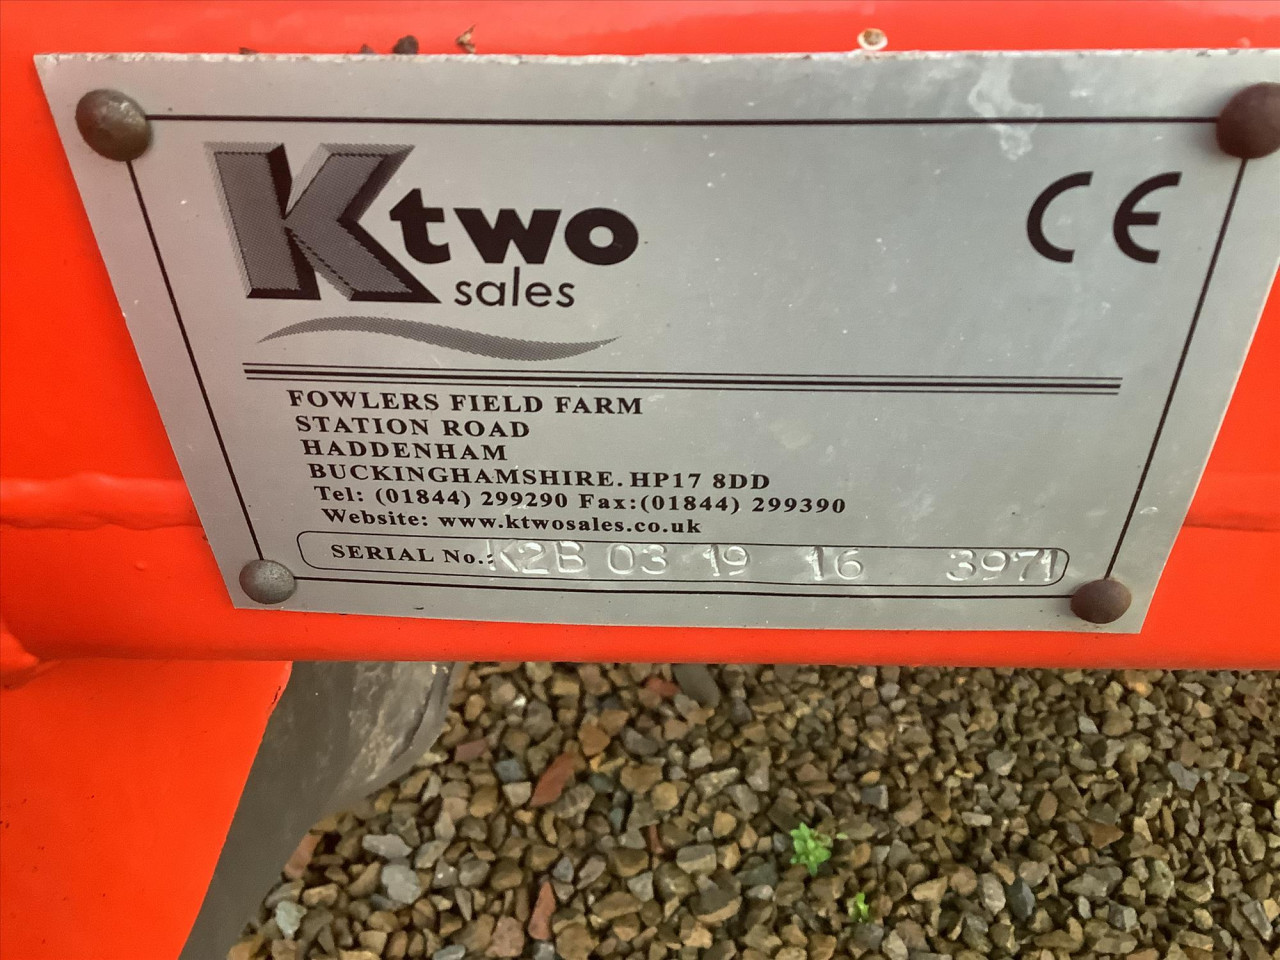 Ktwo
sales
CE
FOWLERS FIELD FARM
STATION ROAD
HADDENHAM
BUCKINGHAMSHIRE. HP17 8DD
Tel: (01844) 299290 Fax:(01844) 299390
Website: www.ktwosales.co.uk
SERIAL No.: K2B 03 19 16 3971